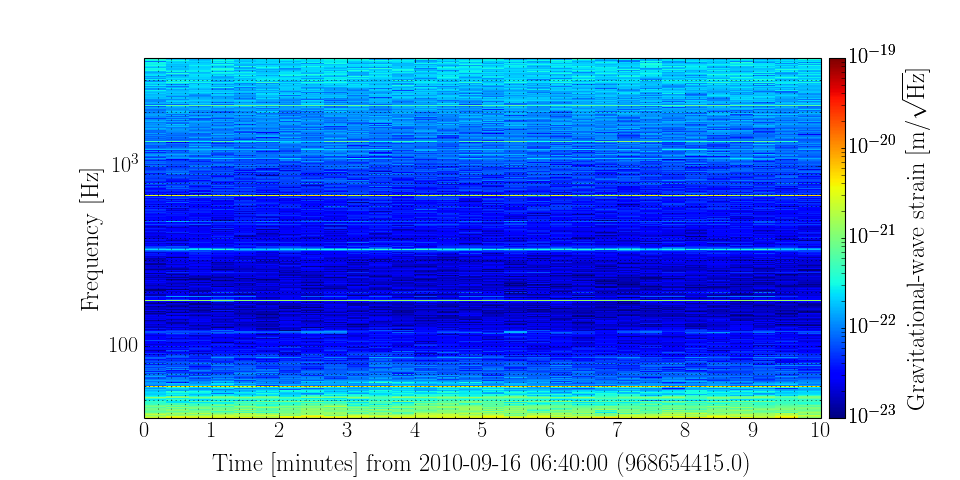 10^3
100
Frequency [Hz]
0 1 2 3 4 5 6 7 8 9 10
Time [minutes] from 2010-09-16 06:40:00 (968654415.0)
10^−19
10^−20
10^−21
10^−22
10^−23
Gravitational-wave strain [m/√Hz]